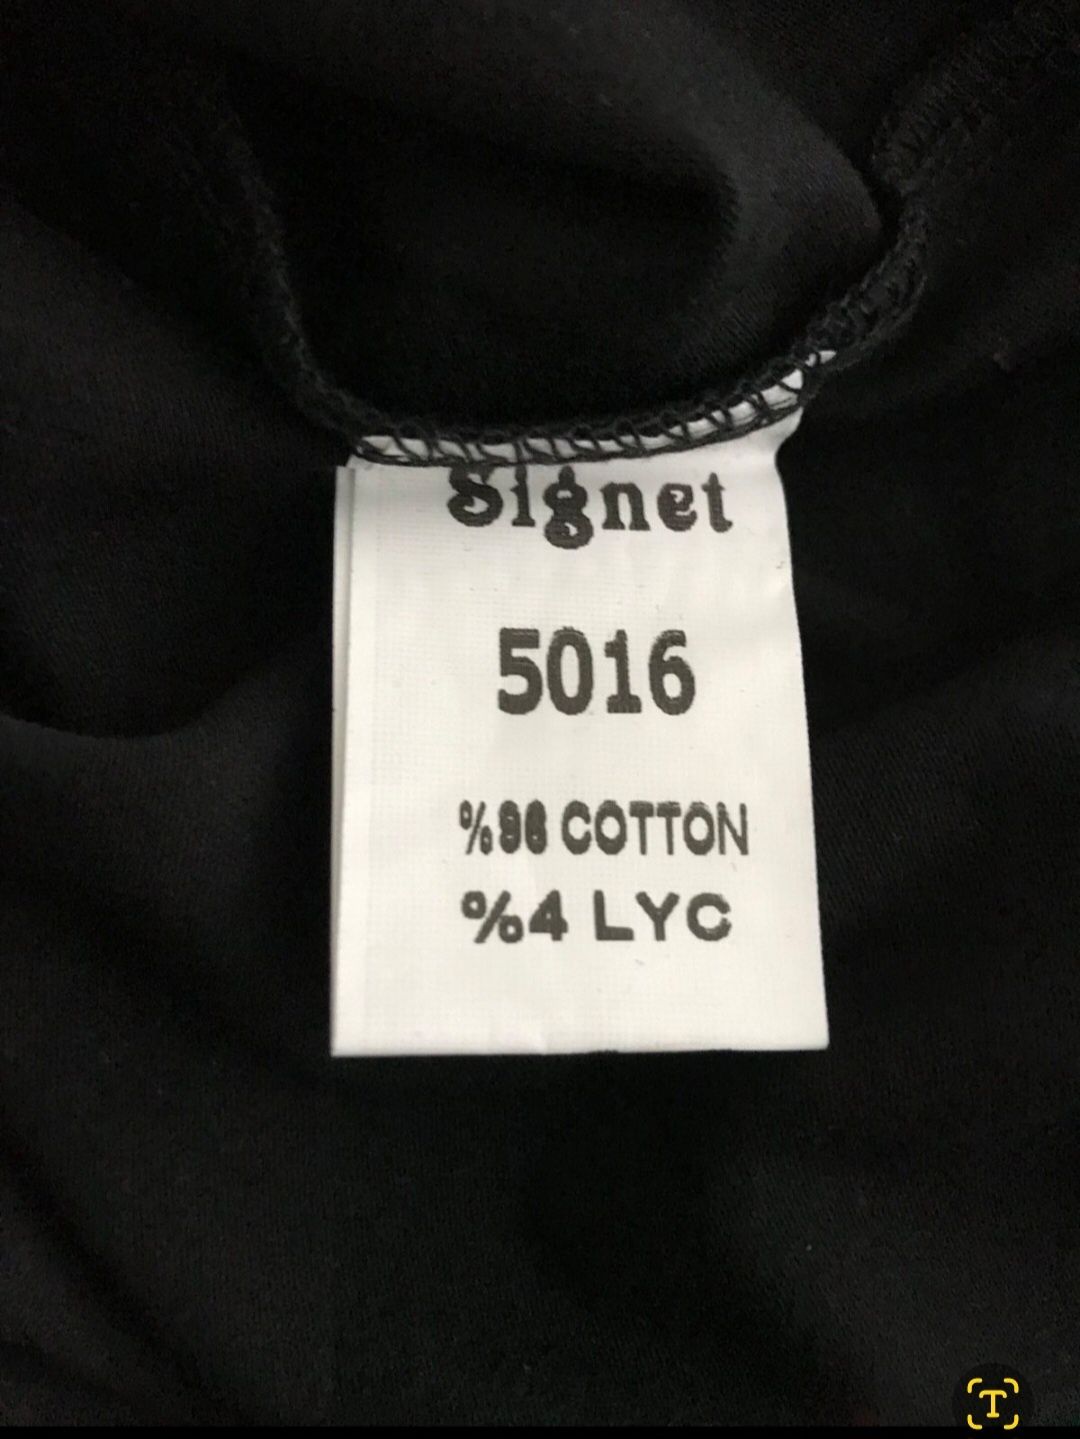 Signet
5016
%96 COTTON
%4 LYC